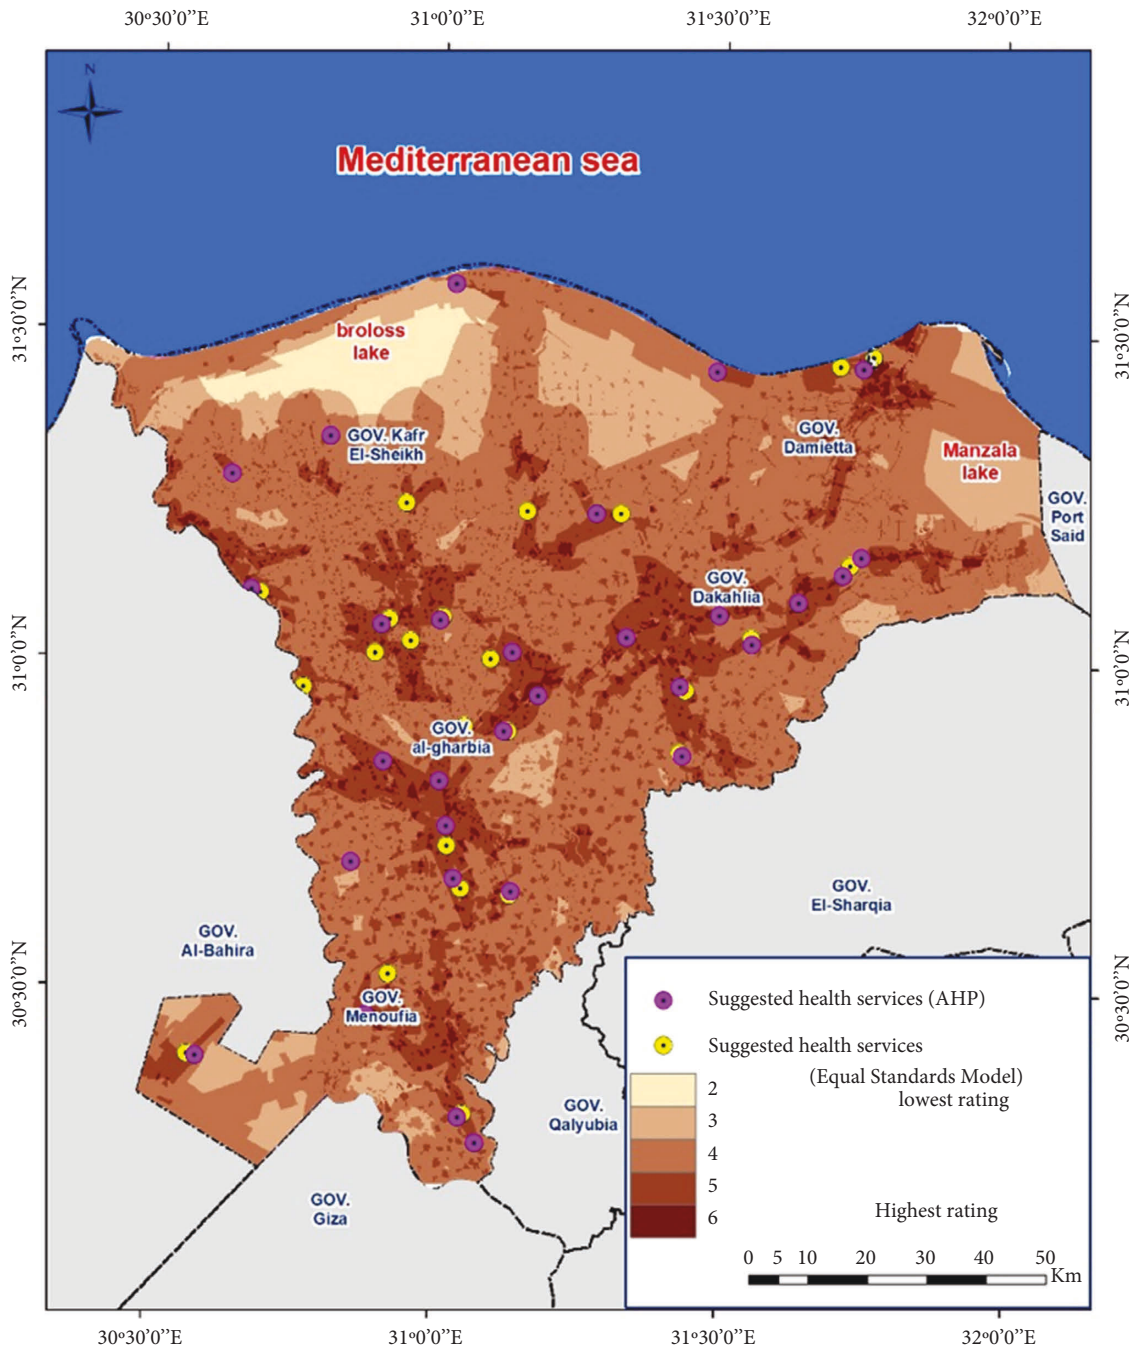 30°30'0"E 31°0'0"E 31°30'0"E 32°0'0"E
N
Mediterranean sea
31°30'0"N
31°30'0"N
broloss
lake
GOV. Kafr
El-Sheikh
GOV.
Damietta
Manzala
lake
GOV.
Port
Said
GOV.
Dakahlia
31°0'0"N
31°0'0"N
GOV.
al-gharbia
GOV.
El-Sharqia
GOV.
Al-Bahira
30°30'0"N
30°30'0"N
GOV.
Menoufia
GOV.
Qalyubia
GOV.
Giza
Suggested health services (AHP)
Suggested health services
(Equal Standards Model)
2 lowest rating
3
4
5
6 Highest rating
0 5 10 20 30 40 50
Km
30°30'0"E 31°0'0"E 31°30'0"E 32°0'0"E